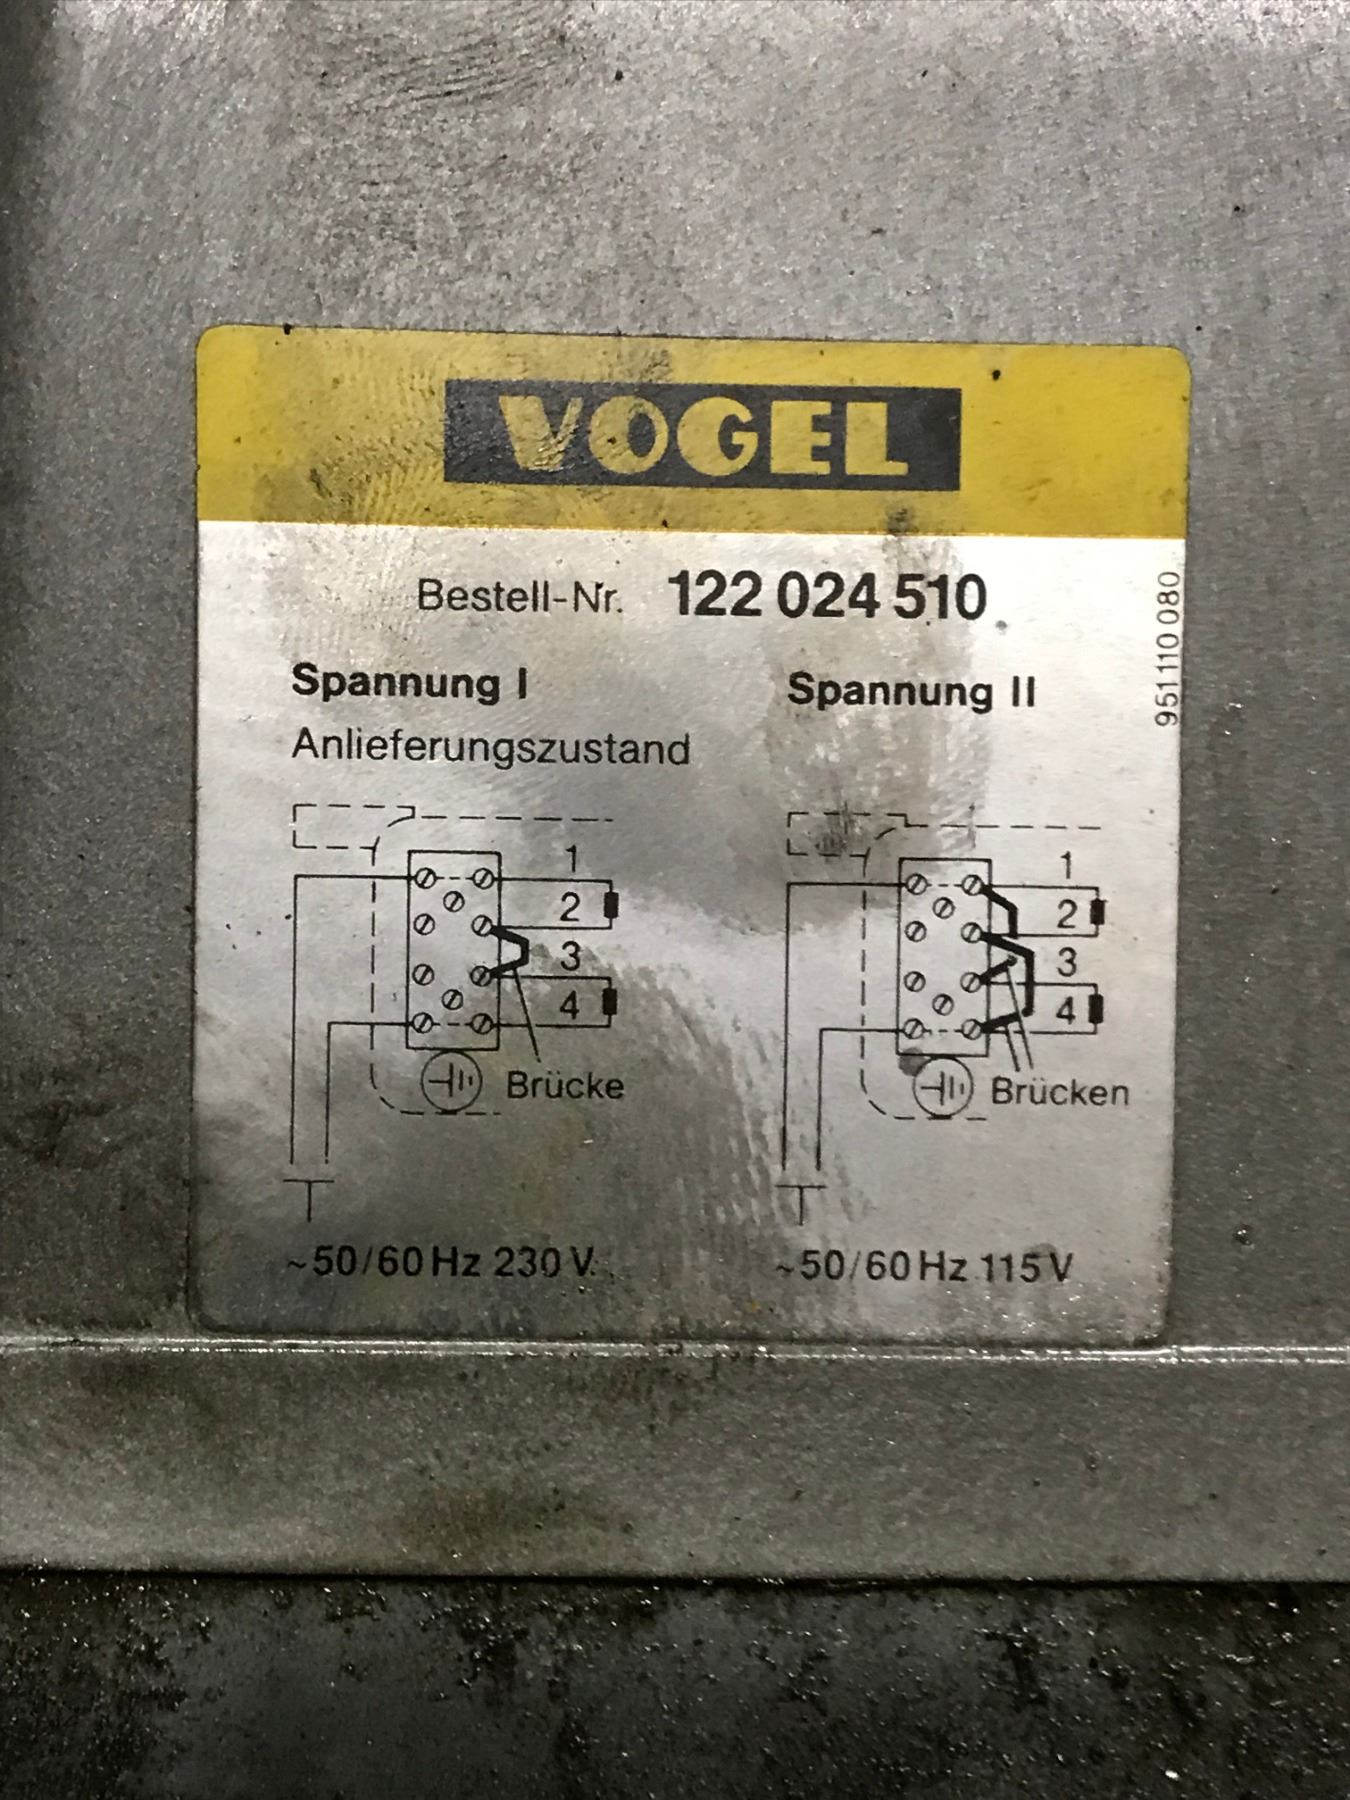 VOGEL
Bestell-Nr. 122 024 510
951 110 080
Spannung I
Anlieferungszustand
1
2
3
4
Brücke
~50/60 Hz 230 V.
Spannung II
1
2
3
4
Brücken
~50/60 Hz 115 V